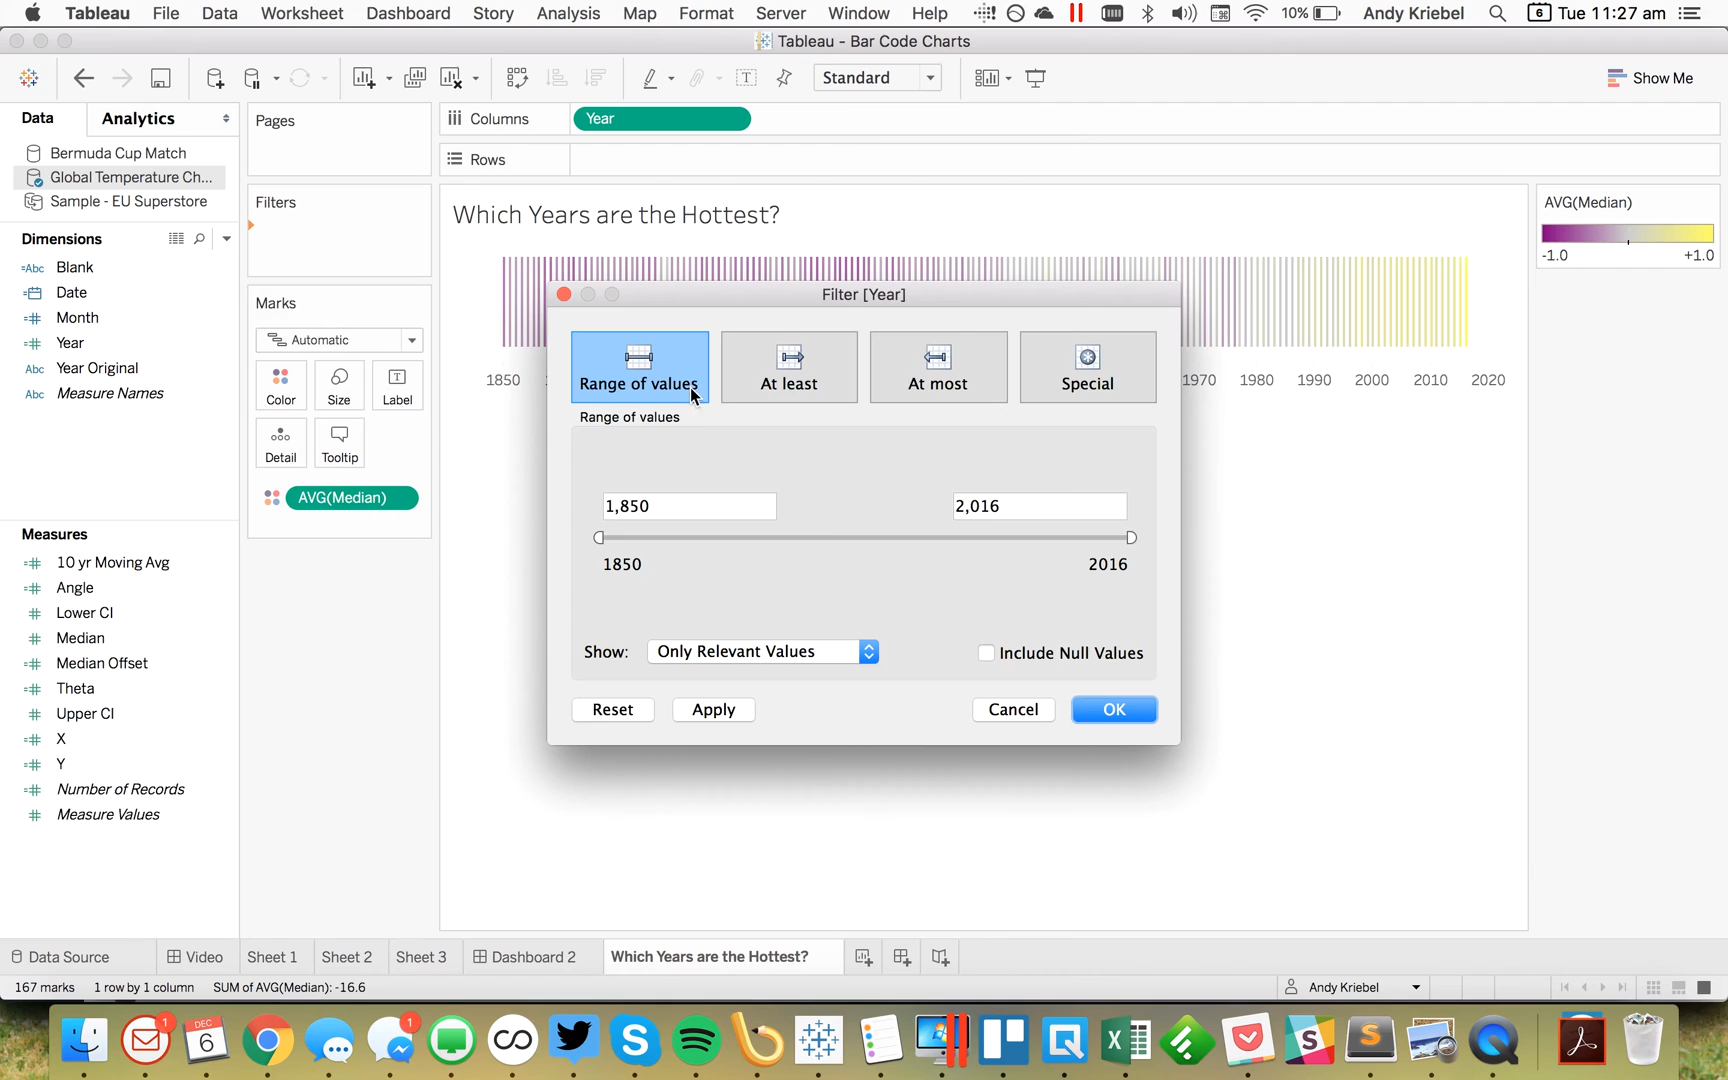 Tableau File Data Worksheet Dashboard Story Analysis Map Format Server Window Help 10% Andy Kriebel 6 Tue 11:27 am
Tableau - Bar Code Charts
Standard Show Me
Data Analytics
Bermuda Cup Match
Global Temperature Ch...
Sample - EU Superstore
Dimensions
Abc Blank
Date
Month
Year
Abc Year Original
Abc Measure Names
Measures
10 yr Moving Avg
Angle
Lower CI
Median
Median Offset
Theta
Upper CI
X
Y
Number of Records
Measure Values
Pages
Filters
Marks
Automatic
Color Size Label
Detail Tooltip
AVG(Median)
Columns Year
Rows
Which Years are the Hottest?
1850 1970 1980 1990 2000 2010 2020
AVG(Median)
-1.0 +1.0
Filter [Year]
Range of values At least At most Special
Range of values
1,850 2,016
1850 2016
Show: Only Relevant Values Include Null Values
Reset Apply Cancel OK
Data Source Video Sheet 1 Sheet 2 Sheet 3 Dashboard 2 Which Years are the Hottest?
167 marks 1 row by 1 column SUM of AVG(Median): -16.6 Andy Kriebel
1 DEC 6 1